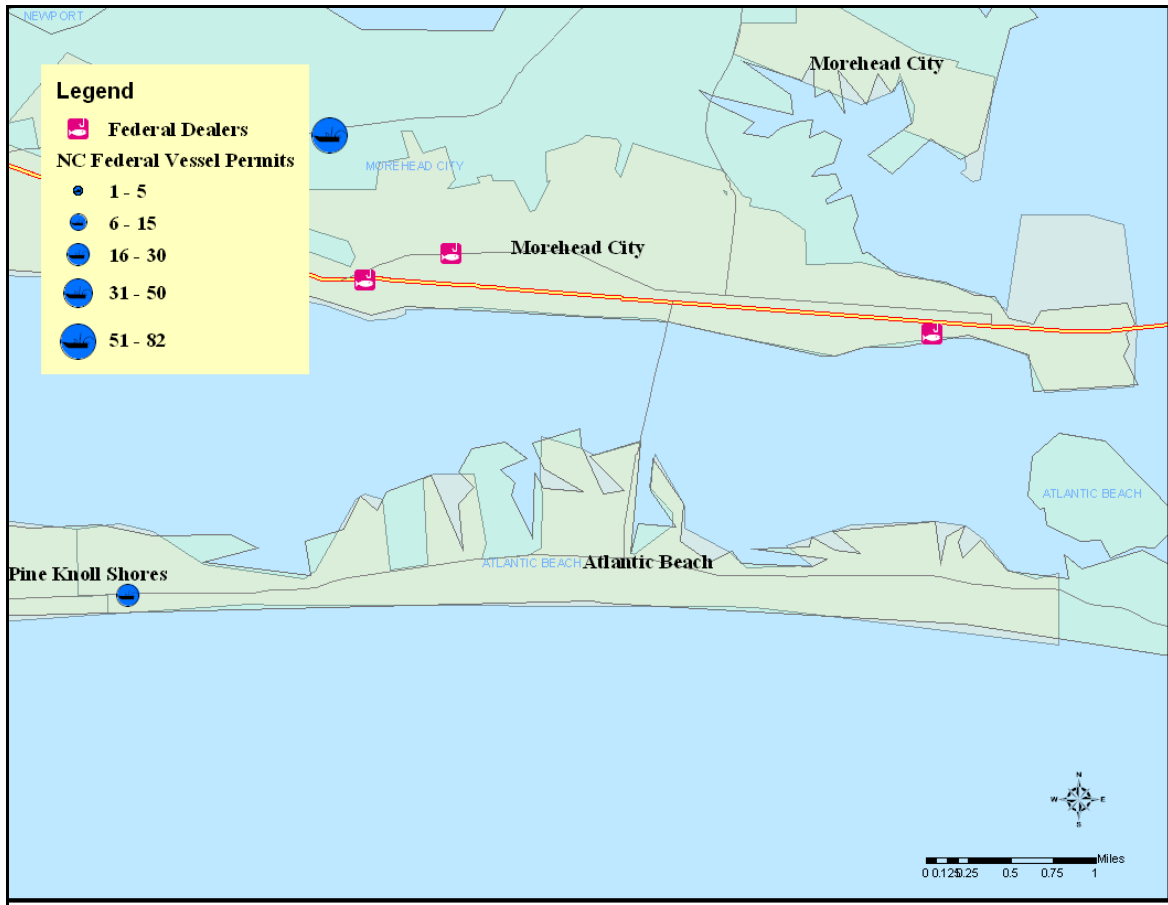 NEWPORT
Morehead City
Legend
Federal Dealers
NC Federal Vessel Permits
1 - 5
6 - 15
16 - 30
31 - 50
51 - 82
MOREHEAD CITY
Morehead City
ATLANTIC BEACH
ATLANTIC BEACH
Atlantic Beach
Pine Knoll Shores
N
W E
S
Miles
0 0.125 0.25 0.5 0.75 1